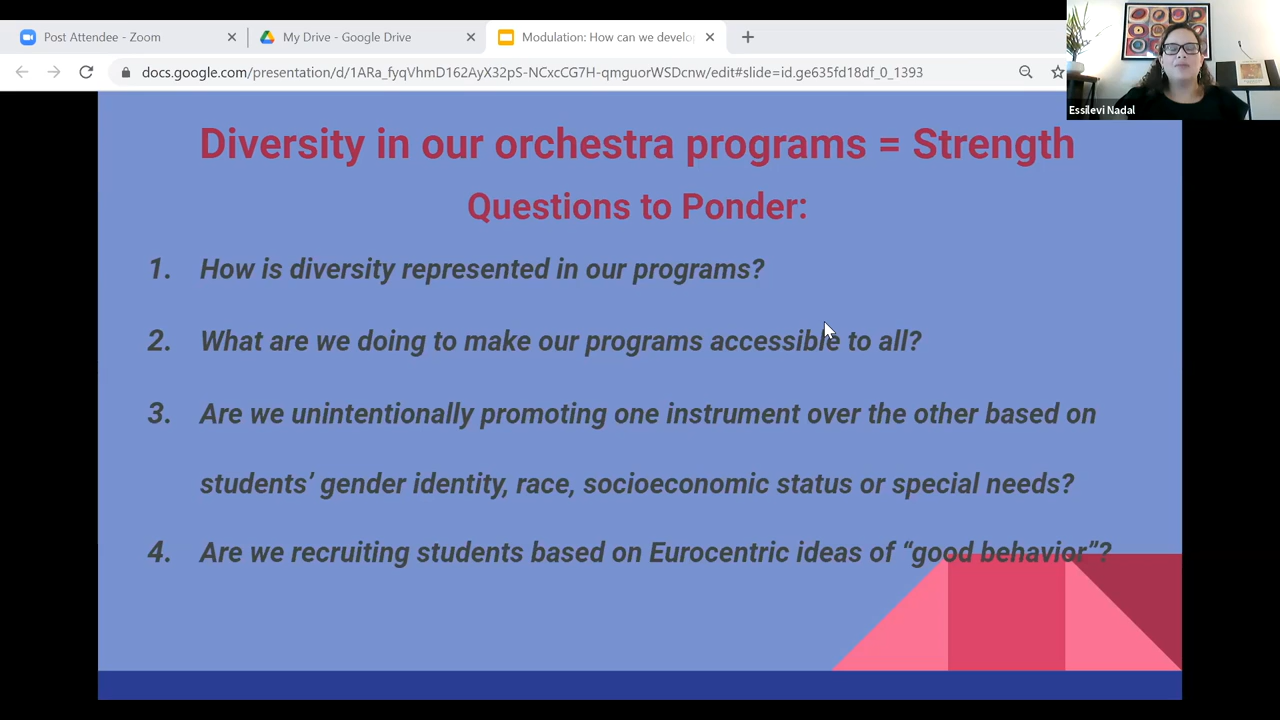 Post Attendee - Zoom
My Drive - Google Drive
Modulation: How can we develo
docs.google.com/presentation/d/1ARa_fyqVhmD162AyX32pS-NCxcCG7H-qmguorWSDcnw/edit#slide=id.ge635fd18df_0_1393
Essilevi Nadal
Diversity in our orchestra programs = Strength
Questions to Ponder:
1. How is diversity represented in our programs?
2. What are we doing to make our programs accessible to all?
3. Are we unintentionally promoting one instrument over the other based on
students’ gender identity, race, socioeconomic status or special needs?
4. Are we recruiting students based on Eurocentric ideas of “good behavior”?